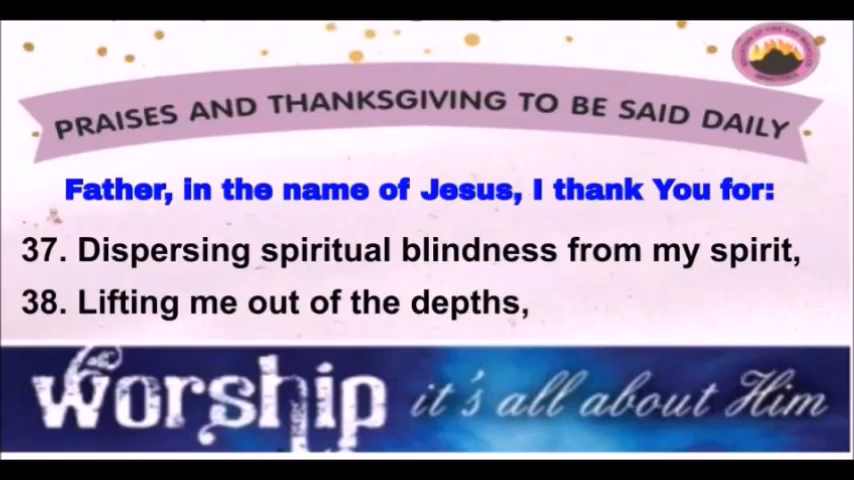 PRAISES AND THANKSGIVING TO BE SAID DAILY
Father, in the name of Jesus, I thank You for:
37. Dispersing spiritual blindness from my spirit,
38. Lifting me out of the depths,
worship it's all about Him